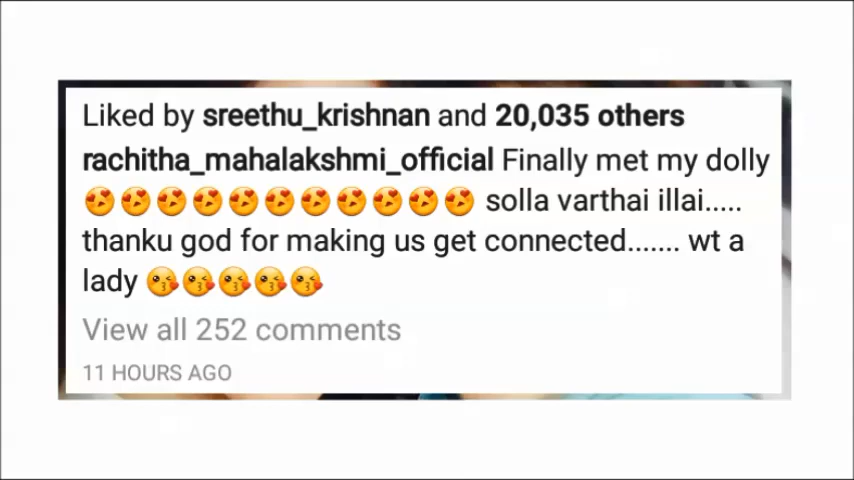 Liked by sreethu_krishnan and 20,035 others
rachitha_mahalakshmi_official Finally met my dolly
😍😍😍😍😍😍😍😍😍😍😍 solla varthai illai.....
thanku god for making us get connected....... wt a
lady 😘😘😘😘😘
View all 252 comments
11 HOURS AGO